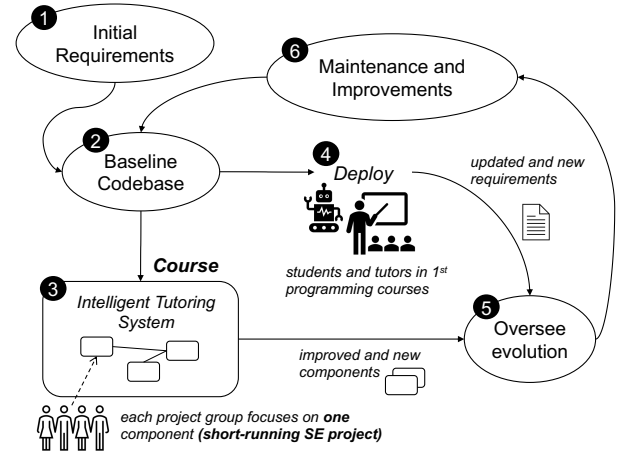 1
Initial
Requirements
6
Maintenance and
Improvements
2
Baseline
Codebase
4
Deploy
updated and new
requirements
students and tutors in 1st
programming courses
Course
3
Intelligent Tutoring
System
5
Oversee
evolution
improved and new
components
each project group focuses on one
component (short-running SE project)